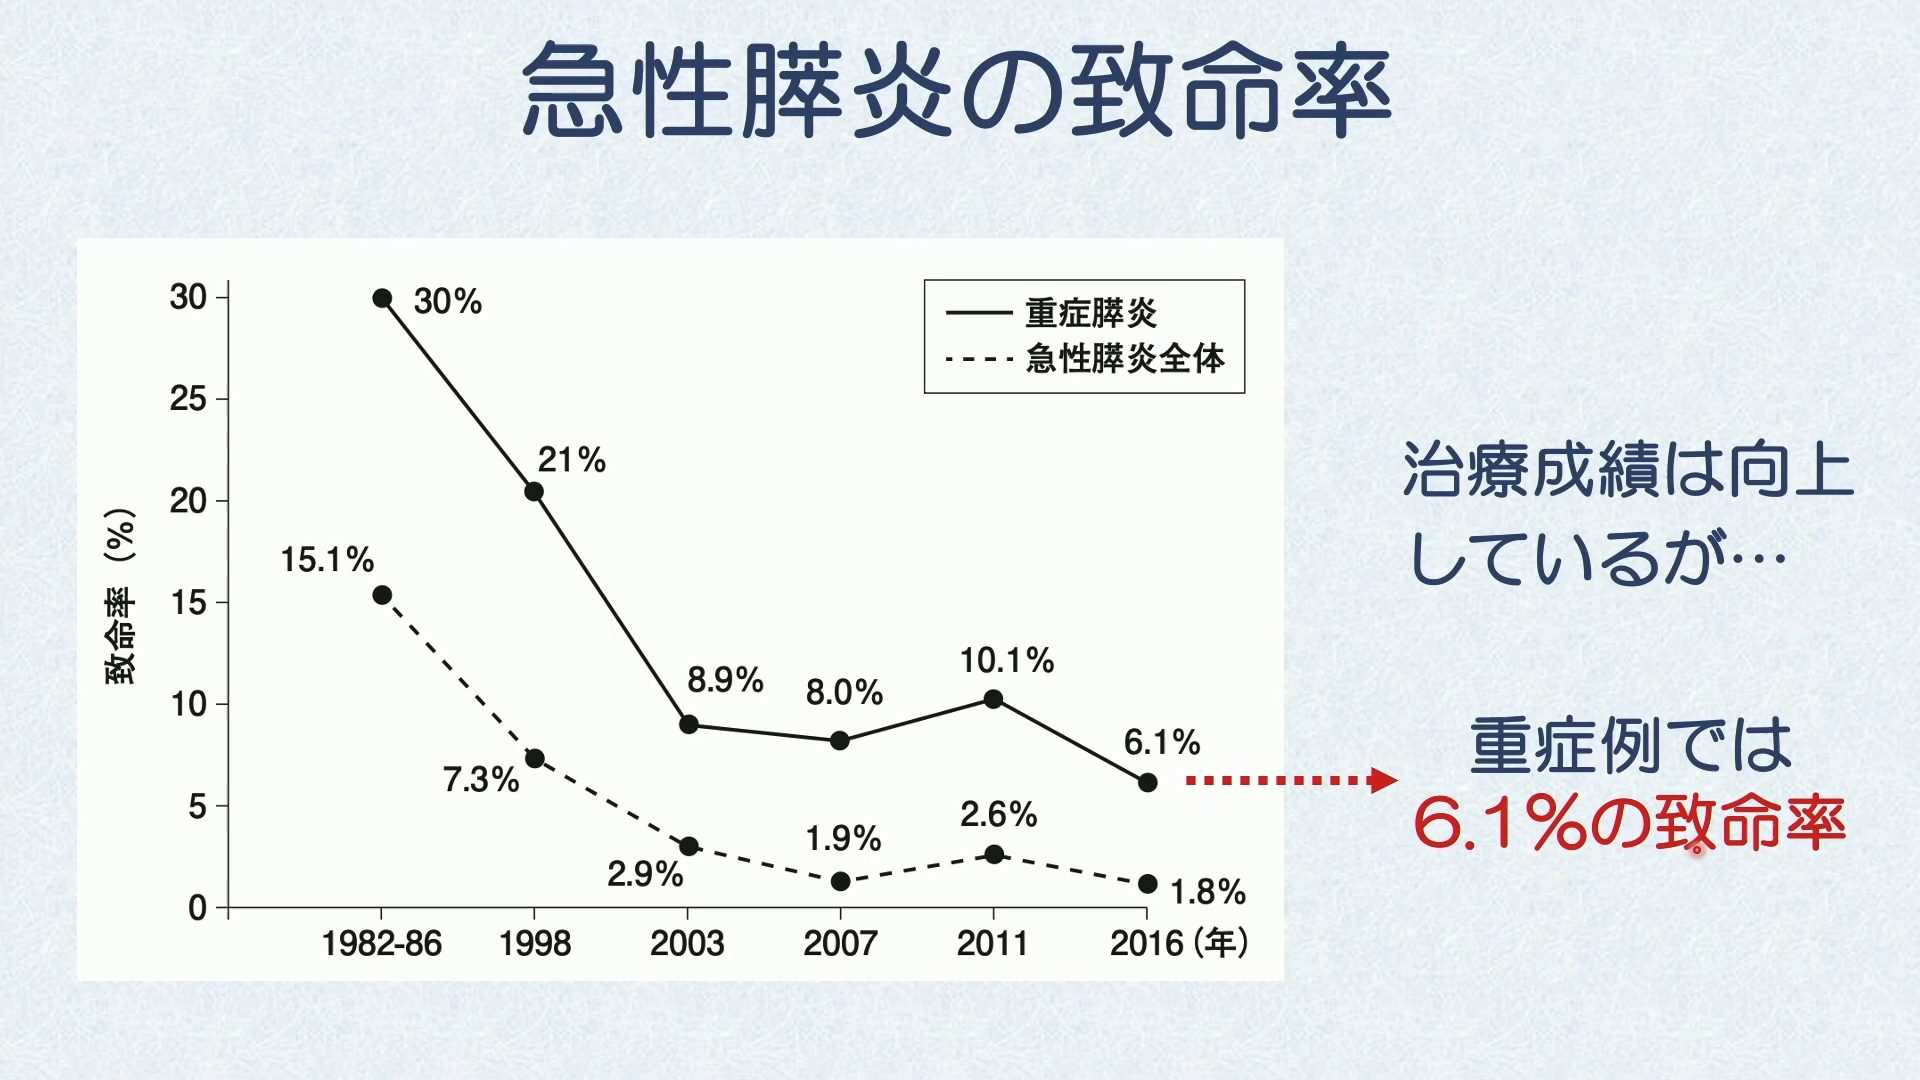 急性膵炎の致命率
致命率（%）
30
25
20
15
10
5
0
30%
21%
8.9%
8.0%
10.1%
6.1%
15.1%
7.3%
2.9%
1.9%
2.6%
1.8%
重症膵炎
急性膵炎全体
1982-86 1998 2003 2007 2011 2016（年）
治療成績は向上
しているが…
重症例では
6.1%の致命率